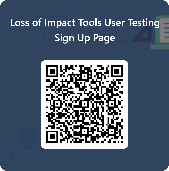 Loss of Impact Tools User Testing
Sign Up Page